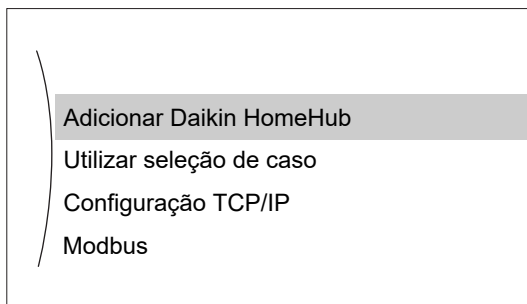 Adicionar Daikin HomeHub
Utilizar seleção de caso
Configuração TCP/IP
Modbus